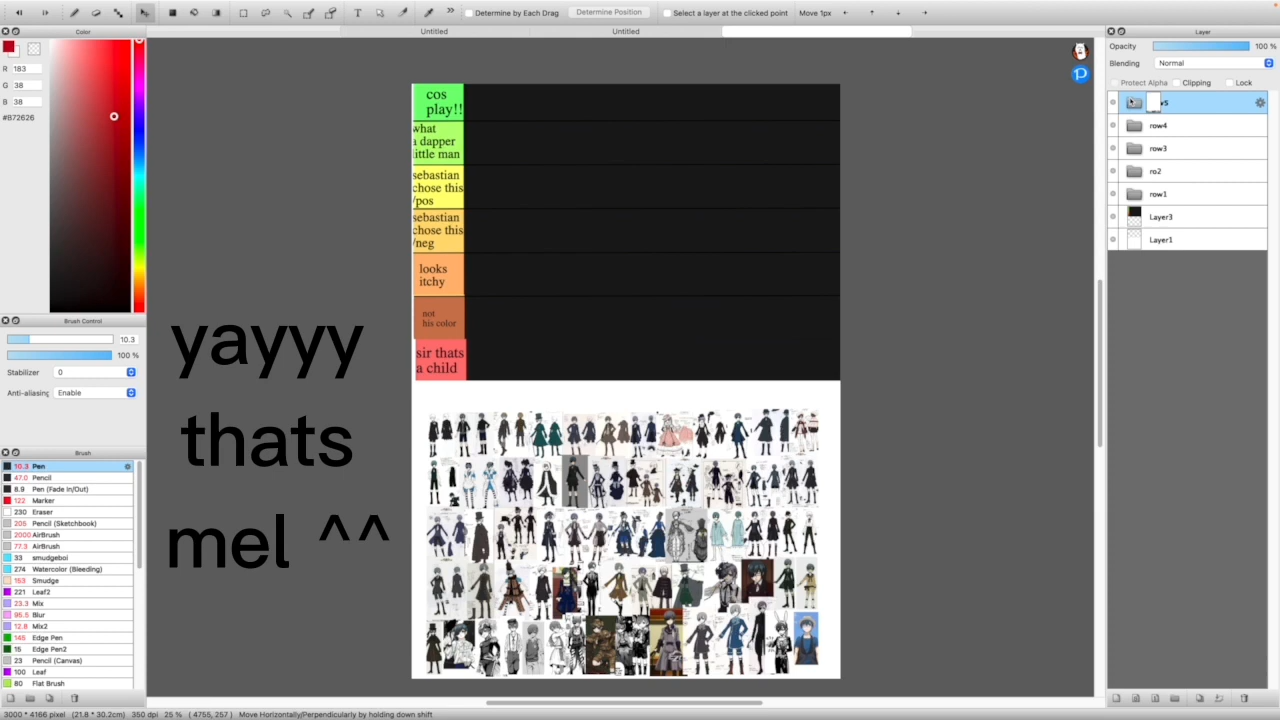 Determine by Each Drag
Determine Position
Select a layer at the clicked point
Move 1px
Color
Untitled
Untitled
Layer
R 183
G 38
B 38
#B72626
Opacity 100 %
Blending Normal
Protect Alpha
Clipping
Lock
row4
row3
ro2
row1
Layer3
Layer1
cos
play!!
what
a dapper
little man
sebastian
chose this
/pos
sebastian
chose this
/neg
looks
itchy
not
his color
sir thats
a child
yayyy
thats
mel ^^
Brush Control
10.3
100 %
Stabilizer 0
Anti-aliasing Enable
Brush
10.3 Pen
47.0 Pencil
8.9 Pen (Fade In/Out)
122 Marker
230 Eraser
205 Pencil (Sketchbook)
2000 AirBrush
77.3 AirBrush
33 smudgeboi
274 Watercolor (Bleeding)
153 Smudge
221 Leaf2
23.3 Mix
95.5 Blur
12.8 Mix2
145 Edge Pen
15 Edge Pen2
23 Pencil (Canvas)
100 Leaf
80 Flat Brush
3000 * 4166 pixel (21.8 * 30.2cm) 350 dpi 25 % ( 4755, 257 ) Move Horizontally/Perpendicularly by holding down shift